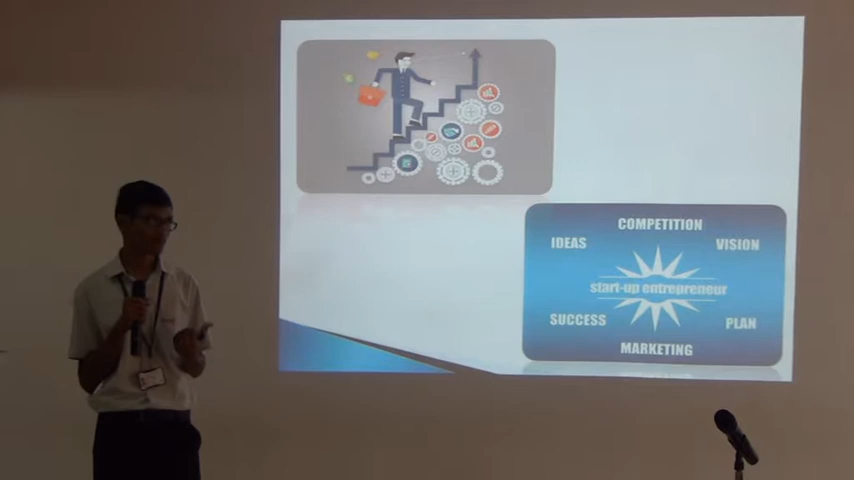 COMPETITION
IDEAS
VISION
start-up entrepreneur
SUCCESS
PLAN
MARKETING